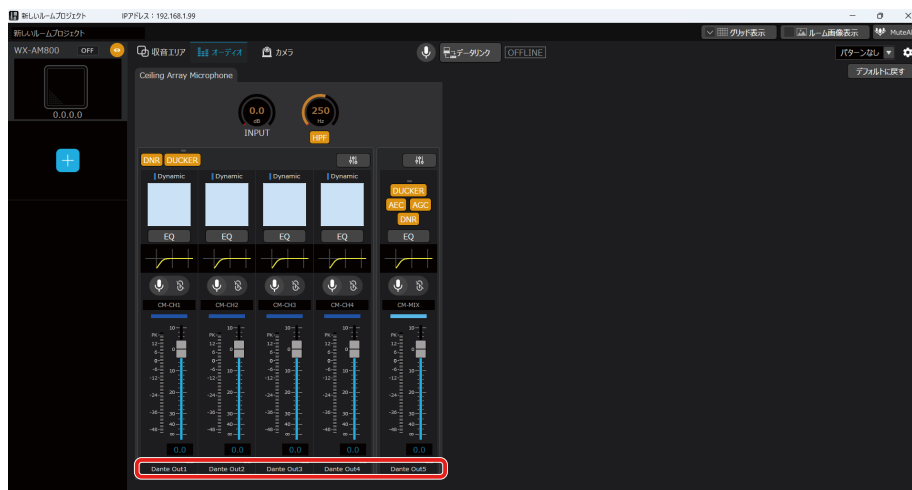 新しいルームプロジェクト IPアドレス：192.168.1.99
新しいルームプロジェクト グリッド表示 ルーム画像表示 MuteAl
WX-AM800 OFF 収音エリア オーディオ カメラ データリンク OFFLINE パターンなし
Ceiling Array Microphone デフォルトに戻す
0.0 dB 250 Hz
0.0.0.0
INPUT HPF
DNR DUCKER
Dynamic Dynamic Dynamic Dynamic
DUCKER
AEC AGC
DNR
EQ EQ EQ EQ EQ
CM-CH1 CM-CH2 CM-CH3 CM-CH4 CM-MIX
0.0 0.0 0.0 0.0 0.0
Dante Out1 Dante Out2 Dante Out3 Dante Out4 Dante Out5